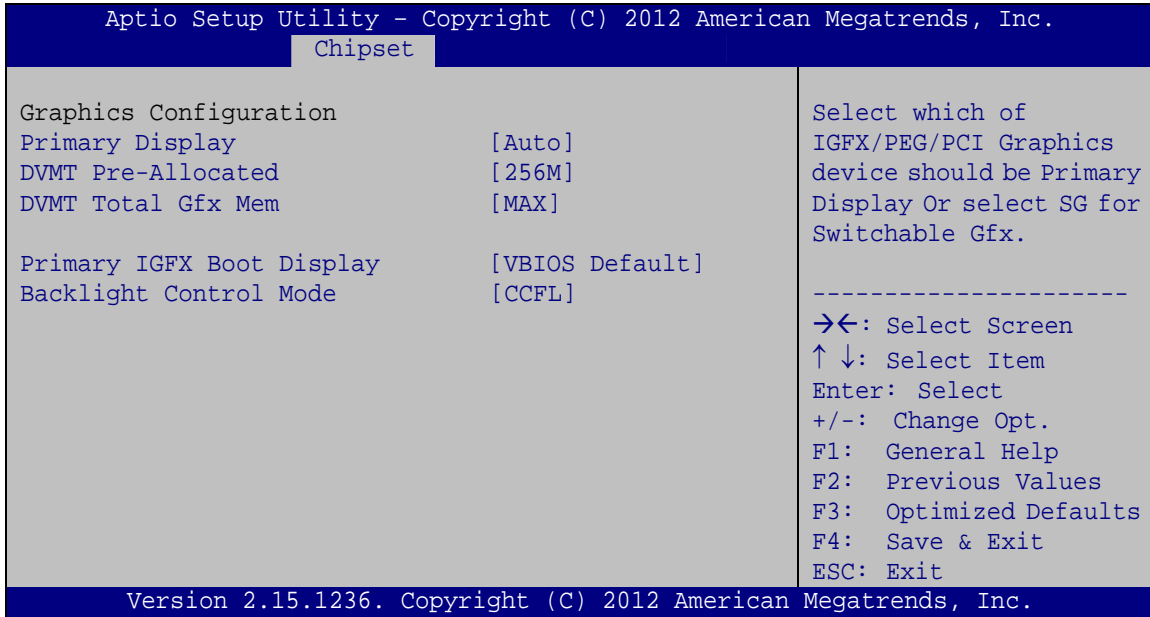 Aptio Setup Utility – Copyright (C) 2012 American Megatrends, Inc.
Chipset
Graphics Configuration
Primary Display [Auto]
DVMT Pre-Allocated [256M]
DVMT Total Gfx Mem [MAX]
Primary IGFX Boot Display [VBIOS Default]
Backlight Control Mode [CCFL]
Select which of
IGFX/PEG/PCI Graphics
device should be Primary
Display Or select SG for
Switchable Gfx.
----------------------
→←: Select Screen
↑ ↓: Select Item
Enter: Select
+/-: Change Opt.
F1: General Help
F2: Previous Values
F3: Optimized Defaults
F4: Save & Exit
ESC: Exit
Version 2.15.1236. Copyright (C) 2012 American Megatrends, Inc.